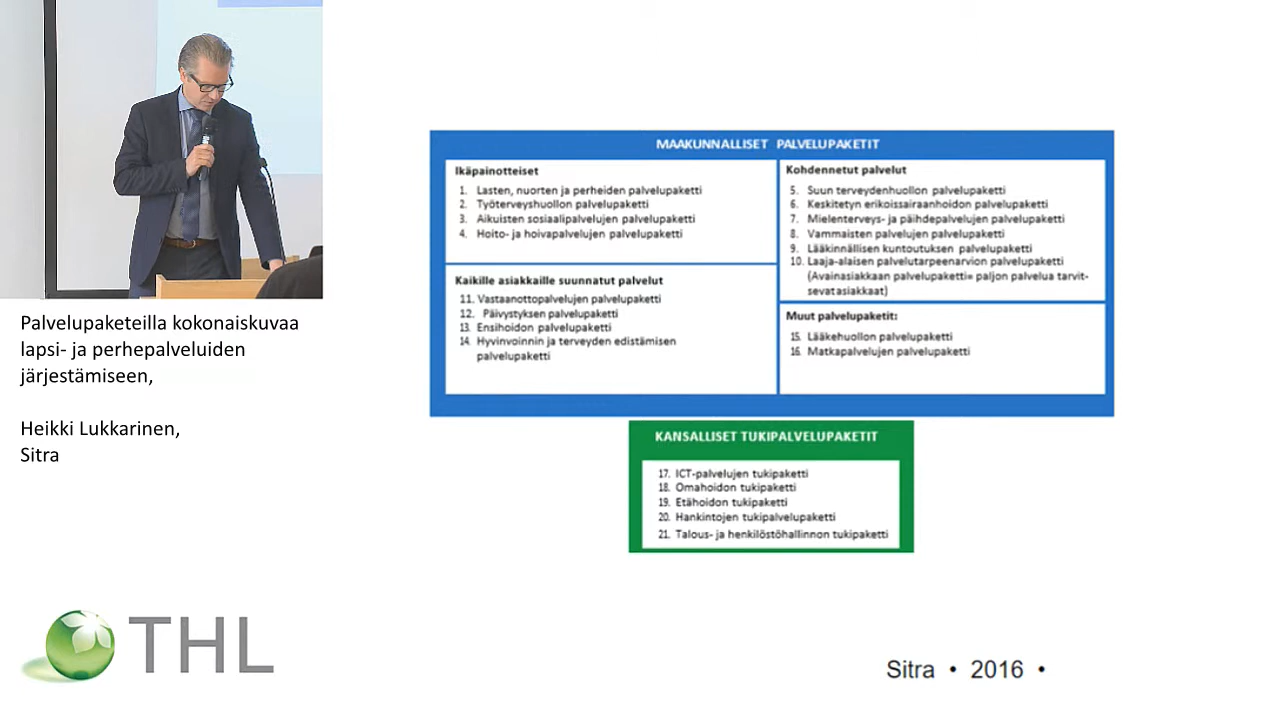 Palvelupaketeilla kokonaiskuvaa
lapsi- ja perhepalveluiden
järjestämiseen,
Heikki Lukkarinen,
Sitra
THL
MAAKUNNALLISET PALVELUPAKETIT
Ikäpainotteiset
1. Lasten, nuorten ja perheiden palvelupaketti
2. Työterveyshuollon palvelupaketti
3. Aikuisten sosiaalipalvelujen palvelupaketti
4. Hoito- ja hoivapalvelujen palvelupaketti
Kaikille asiakkaille suunnatut palvelut
11. Vastaanottopalvelujen palvelupaketti
12. Päivystyksen palvelupaketti
13. Ensihoidon palvelupaketti
14. Hyvinvoinnin ja terveyden edistämisen
palvelupaketti
Kohdennetut palvelut
5. Suun terveydenhuollon palvelupaketti
6. Keskitetyn erikoissairaanhoidon palvelupaketti
7. Mielenterveys- ja päihdepalvelujen palvelupaketti
8. Vammaisten palvelujen palvelupaketti
9. Lääkinnällisen kuntoutuksen palvelupaketti
10. Laaja-alaisen palvelutarpeenarvion palvelupaketti
(Avainasiakkaan palvelupaketti= paljon palvelua tarvit-
sevat asiakkaat)
Muut palvelupaketit:
15. Lääkehuollon palvelupaketti
16. Matkapalvelujen palvelupaketti
KANSALLISET TUKIPALVELUPAKETIT
17. ICT-palvelujen tukipaketti
18. Omahoidon tukipaketti
19. Etähoidon tukipaketti
20. Hankintojen tukipalvelupaketti
21. Talous- ja henkilöstöhallinnon tukipaketti
Sitra • 2016 •